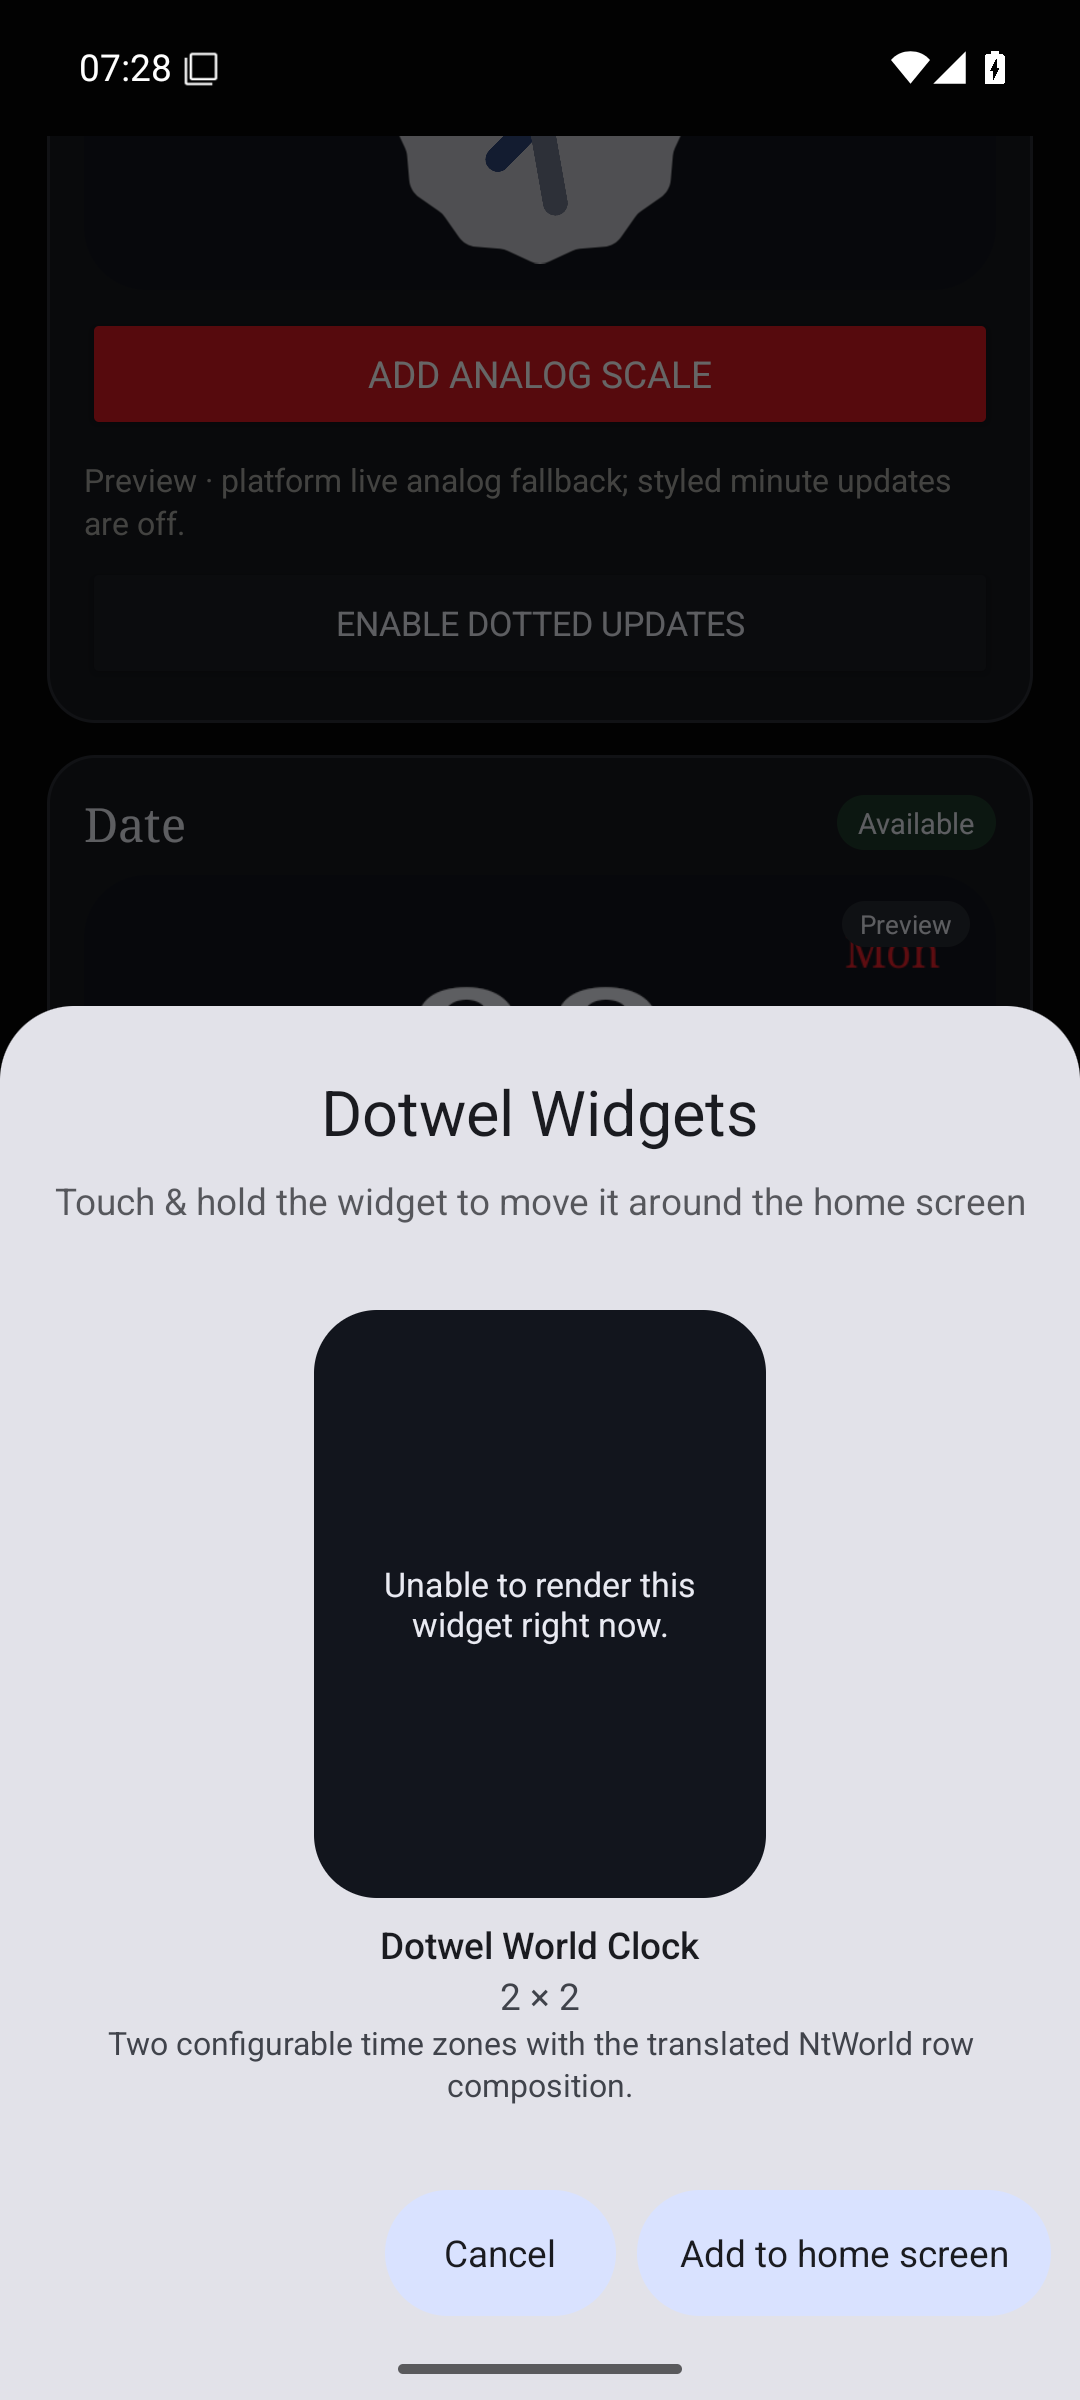 07:28
ADD ANALOG SCALE
Preview · platform live analog fallback; styled minute updates
are off.
ENABLE DOTTED UPDATES
Date
Available
Preview
Mon
Dotwel Widgets
Touch & hold the widget to move it around the home screen
Unable to render this
widget right now.
Dotwel World Clock
2 × 2
Two configurable time zones with the translated NtWorld row
composition.
Cancel
Add to home screen